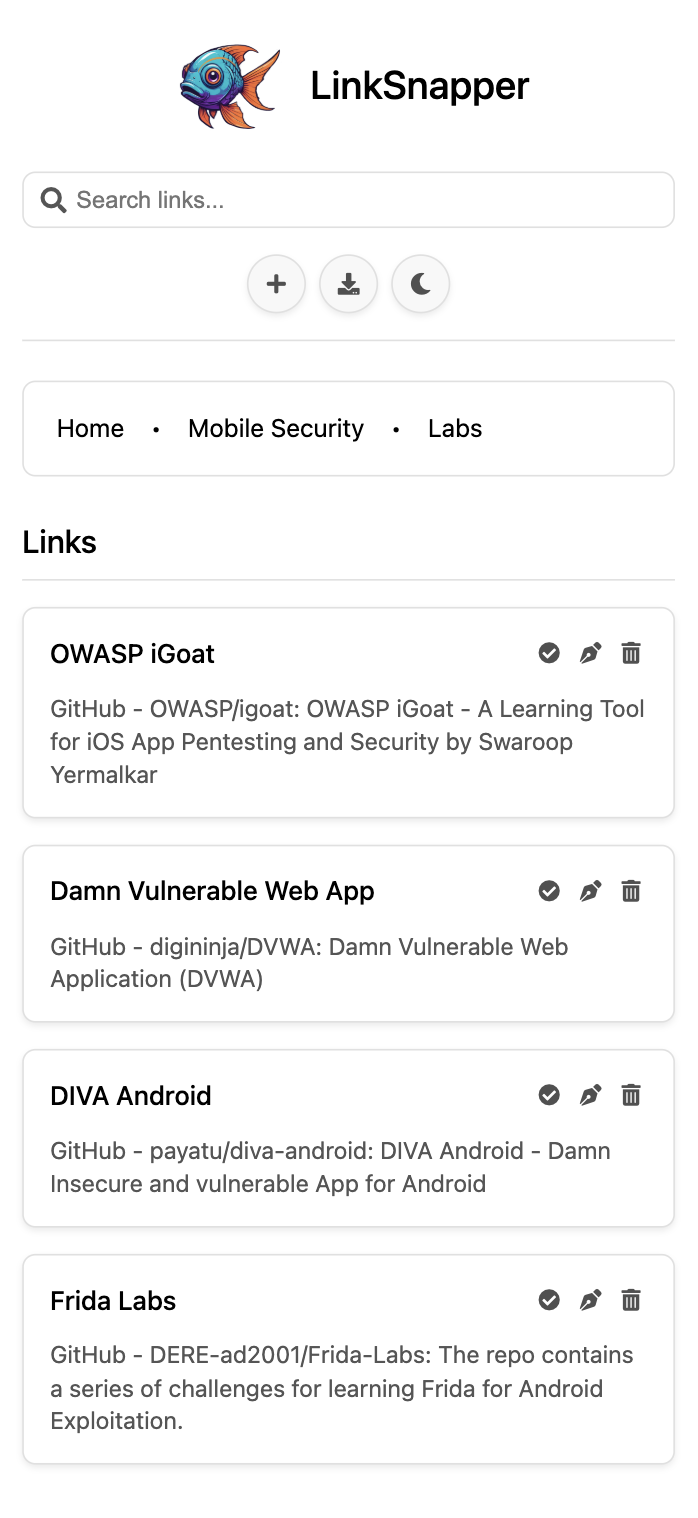 LinkSnapper
Search links...
Home • Mobile Security • Labs
Links
OWASP iGoat
GitHub - OWASP/igoat: OWASP iGoat - A Learning Tool
for iOS App Pentesting and Security by Swaroop
Yermalkar
Damn Vulnerable Web App
GitHub - digininja/DVWA: Damn Vulnerable Web
Application (DVWA)
DIVA Android
GitHub - payatu/diva-android: DIVA Android - Damn
Insecure and vulnerable App for Android
Frida Labs
GitHub - DERE-ad2001/Frida-Labs: The repo contains
a series of challenges for learning Frida for Android
Exploitation.